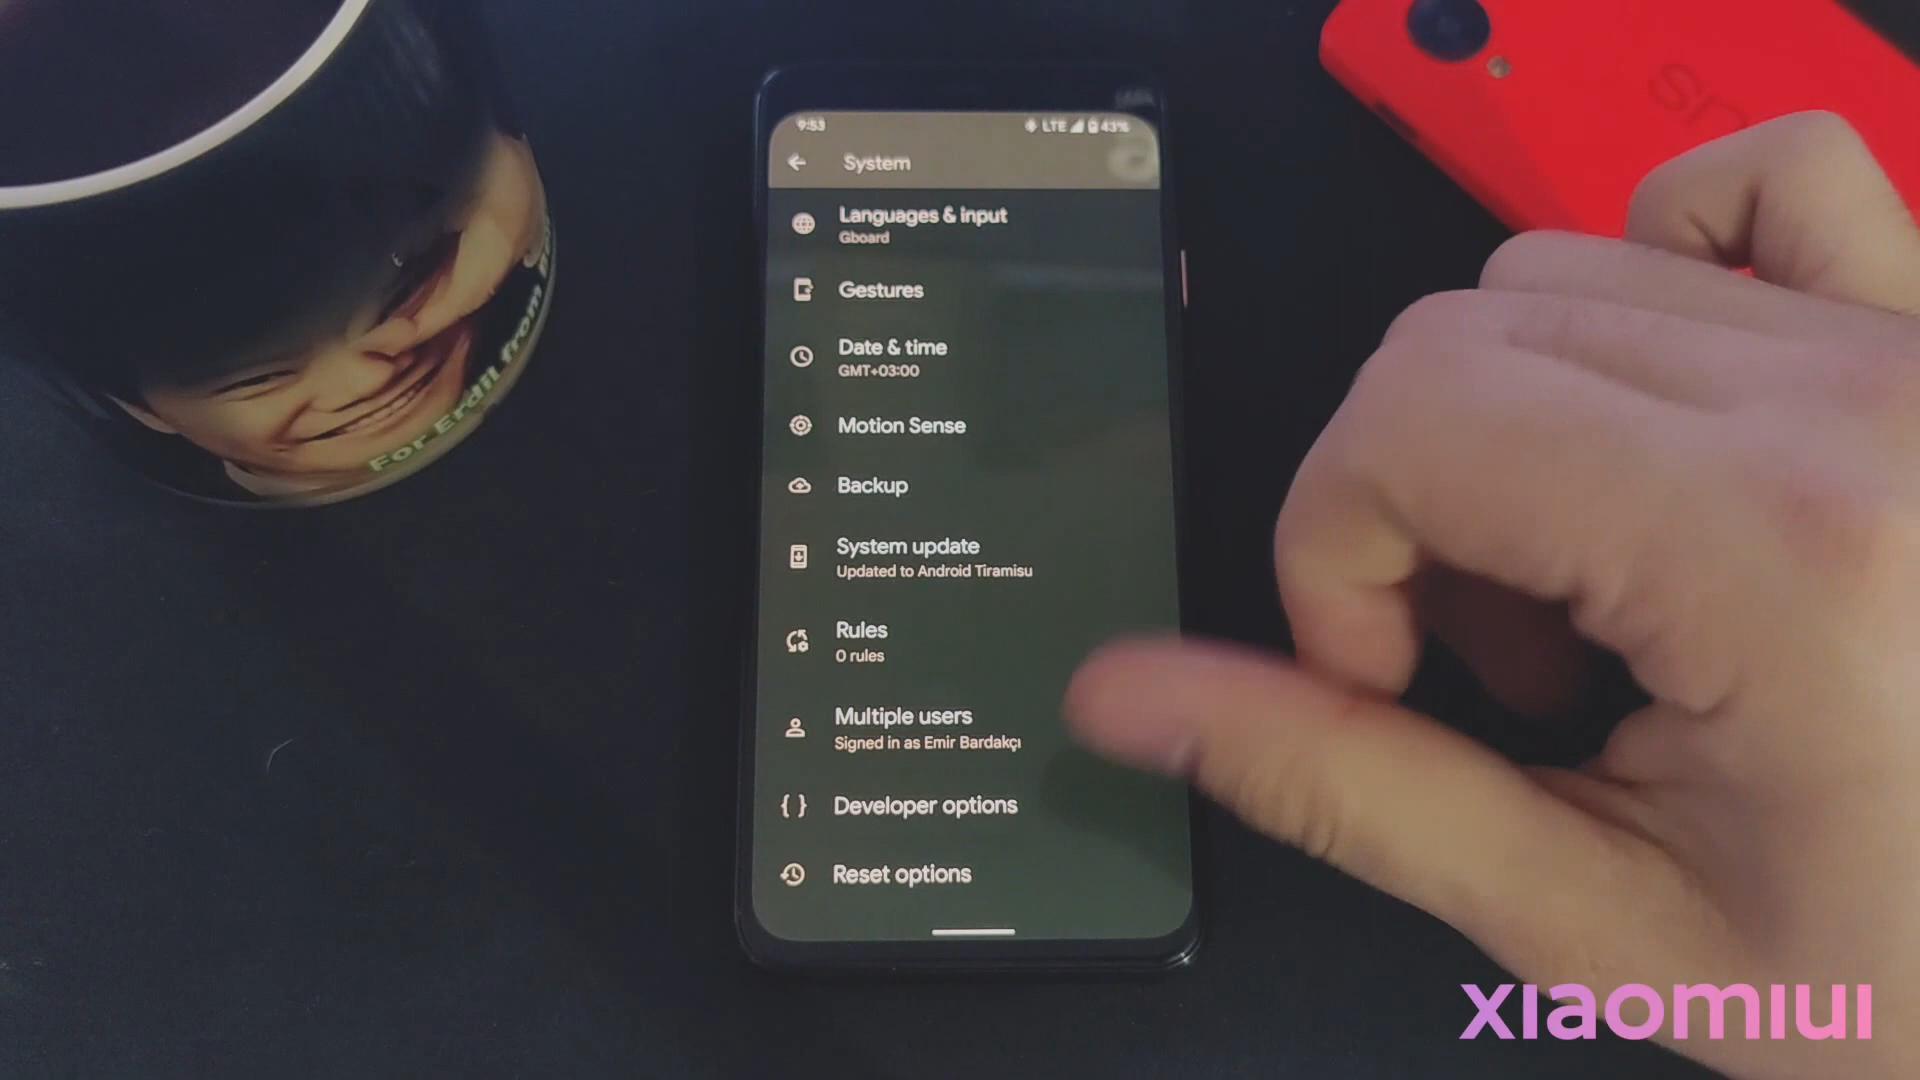 9:53
LTE 43%
System
Languages & input
Gboard
Gestures
Date & time
GMT+03:00
Motion Sense
Backup
System update
Updated to Android Tiramisu
Rules
0 rules
Multiple users
Signed in as Emir Bardakçı
Developer options
Reset options
For Erdil from
xiaomiui